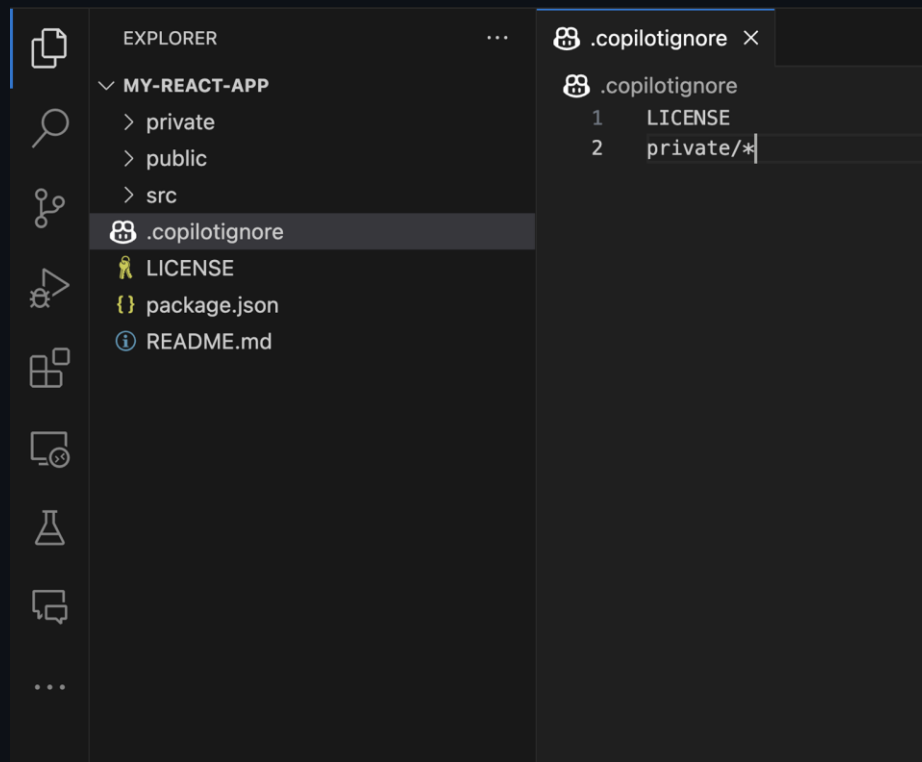 EXPLORER
MY-REACT-APP
private
public
src
.copilotignore
LICENSE
{} package.json
README.md
.copilotignore
.copilotignore
1 LICENSE
2 private/*